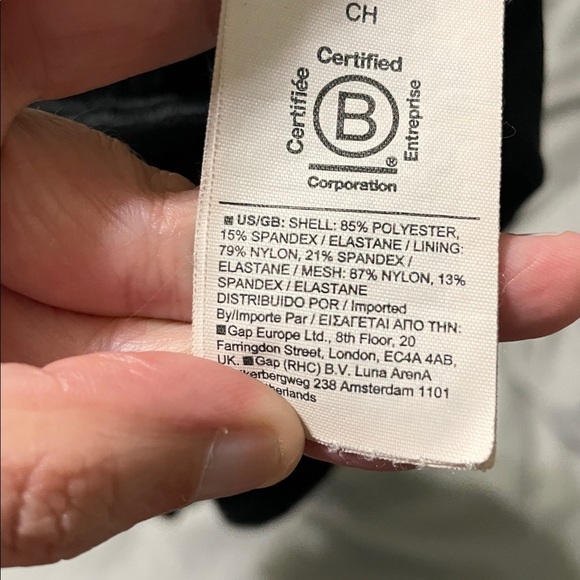 CH
Certified
Certifiée
B
Entreprise
®
Corporation
US/GB: SHELL: 85% POLYESTER,
15% SPANDEX / ELASTANE / LINING:
79% NYLON, 21% SPANDEX /
ELASTANE / MESH: 87% NYLON, 13%
SPANDEX / ELASTANE
DISTRIBUIDO POR / Imported
By/Importe Par / ΕΙΣΑΓΕΤΑΙ ΑΠΟ ΤΗΝ:
Gap Europe Ltd., 8th Floor, 20
Farringdon Street, London, EC4A 4AB,
UK. Gap (RHC) B.V. Luna ArenA
238 Amsterdam 1101